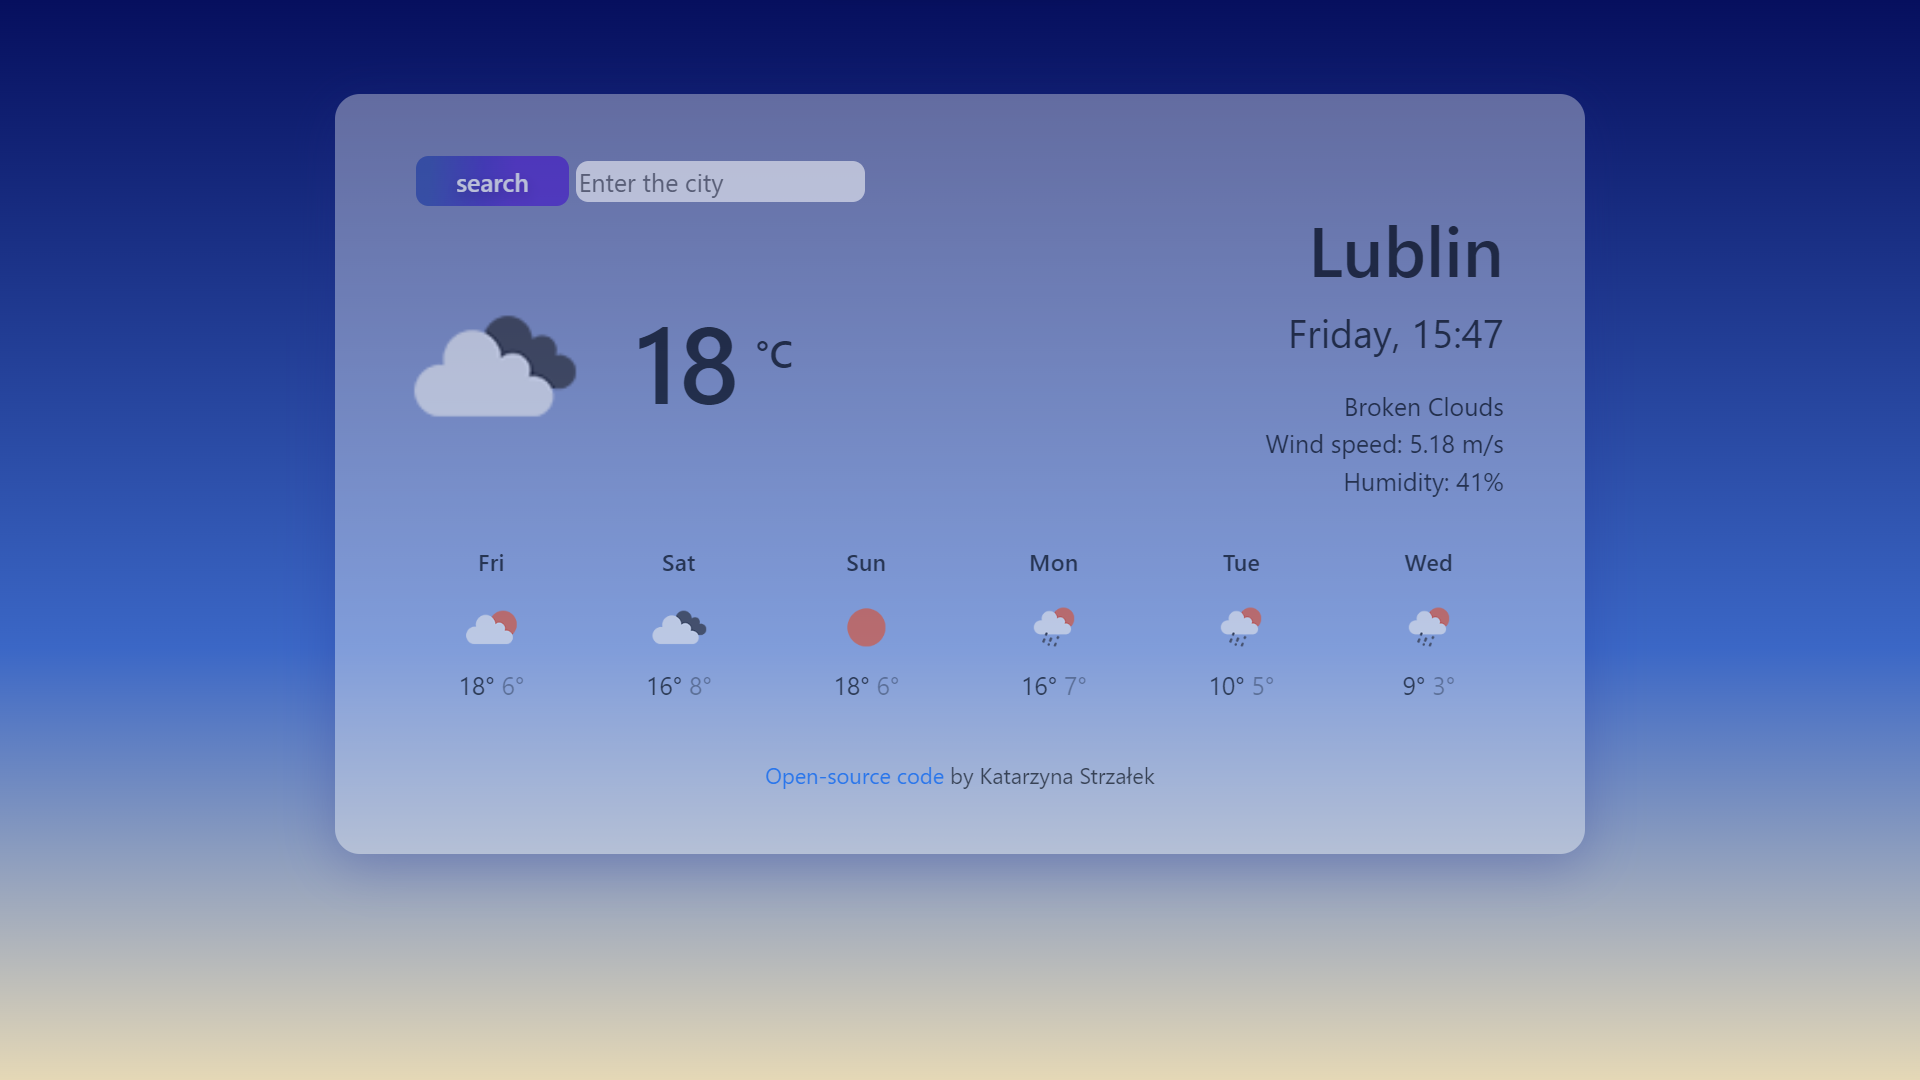 search
Enter the city
Lublin
Friday, 15:47
18 °C
Broken Clouds
Wind speed: 5.18 m/s
Humidity: 41%
Fri Sat Sun Mon Tue Wed
18° 6° 16° 8° 18° 6° 16° 7° 10° 5° 9° 3°
Open-source code by Katarzyna Strzałek